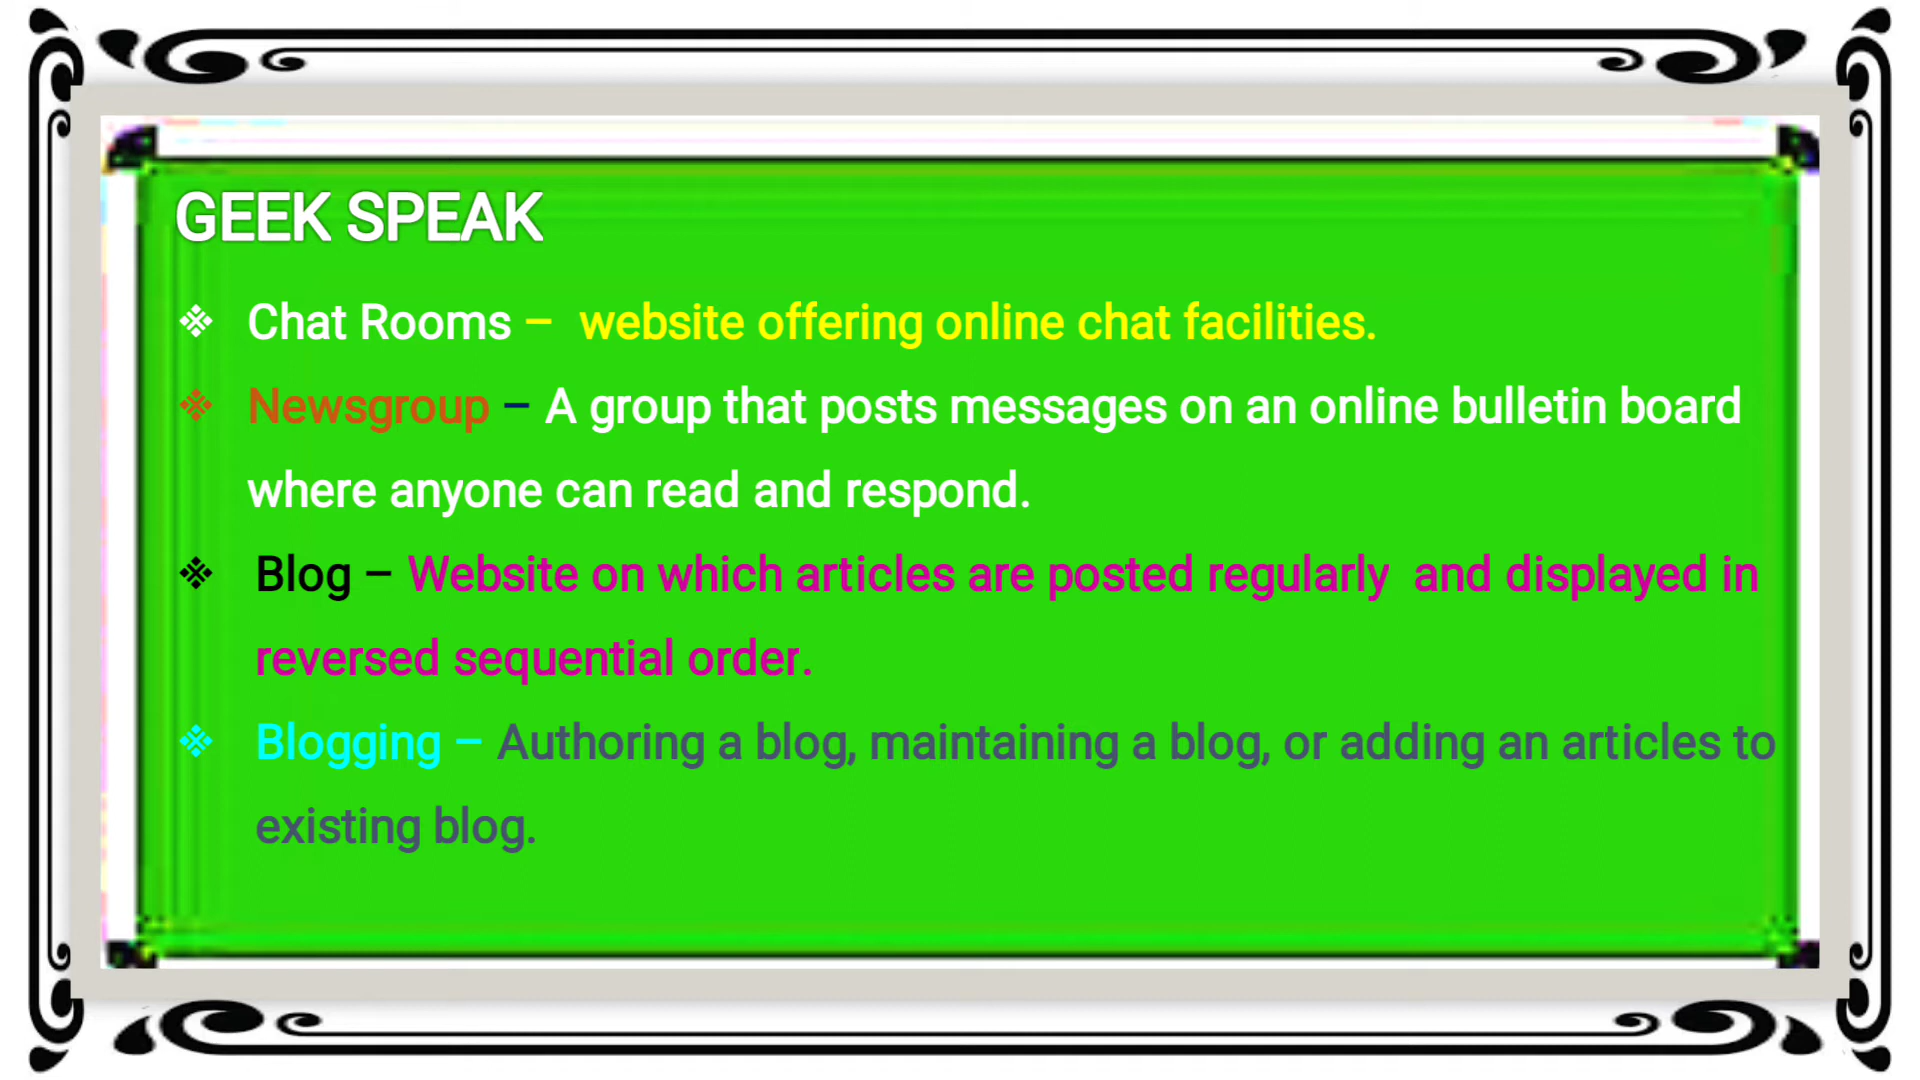 GEEK SPEAK
❖ Chat Rooms – website offering online chat facilities.
❖ Newsgroup – A group that posts messages on an online bulletin board
where anyone can read and respond.
❖ Blog – Website on which articles are posted regularly and displayed in
reversed sequential order.
❖ Blogging – Authoring a blog, maintaining a blog, or adding an articles to
existing blog.